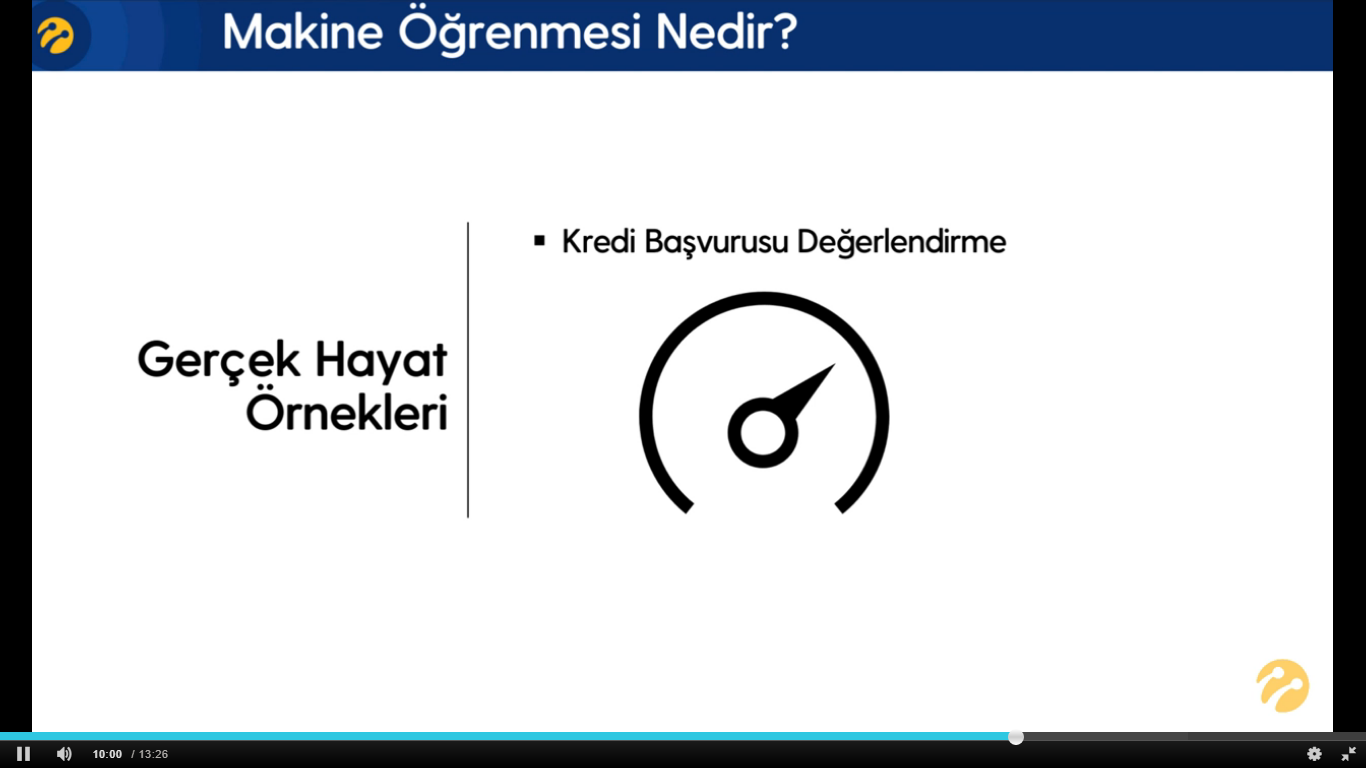 Makine Öğrenmesi Nedir?
Gerçek Hayat
Örnekleri
▪ Kredi Başvurusu Değerlendirme
10:00 / 13:26